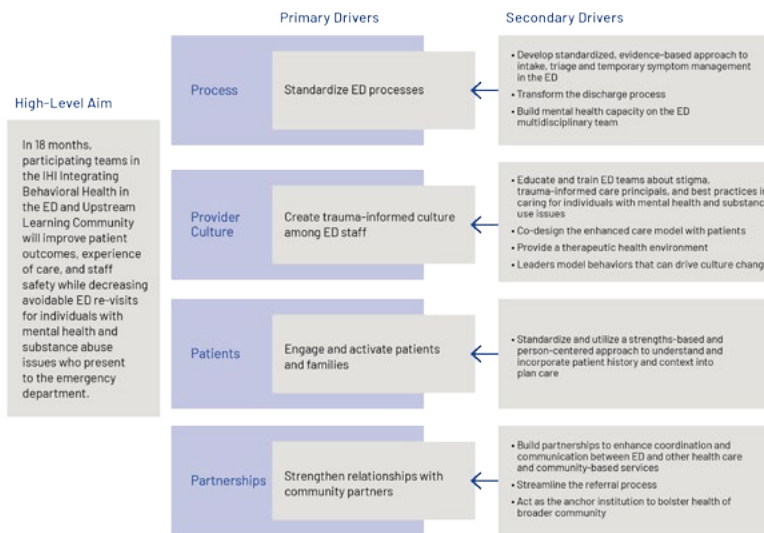 Primary Drivers
Secondary Drivers
High-Level Aim
In 18 months,
participating teams in
the IHI Integrating
Behavioral Health in
the ED and Upstream
Learning Community
will improve patient
outcomes, experience
of care, and staff
safety while decreasing
avoidable ED re-visits
for individuals with
mental health and
substance abuse
issues who present
to the emergency
department.
Process
Standardize ED processes
• Develop standardized, evidence-based approach to
intake, triage and temporary symptom management
in the ED
• Transform the discharge process
• Build mental health capacity on the ED
multidisciplinary team
Provider
Culture
Create trauma-informed culture
among ED staff
• Educate and train ED teams about stigma,
trauma-informed care principals, and best practices in
caring for individuals with mental health and substanc
use issues
• Co-design the enhanced care model with patients
• Provide a therapeutic health environment
• Leaders model behaviors that can drive culture chang
Patients
Engage and activate patients
and families
• Standardize and utilize a strengths-based and
person-centered approach to understand and
incorporate patient history and context into
plan care
Partnerships
Strengthen relationships with
community partners
• Build partnerships to enhance coordination and
communication between ED and other health care
and community-based services
• Streamline the referral process
• Act as the anchor institution to bolster health of
broader community